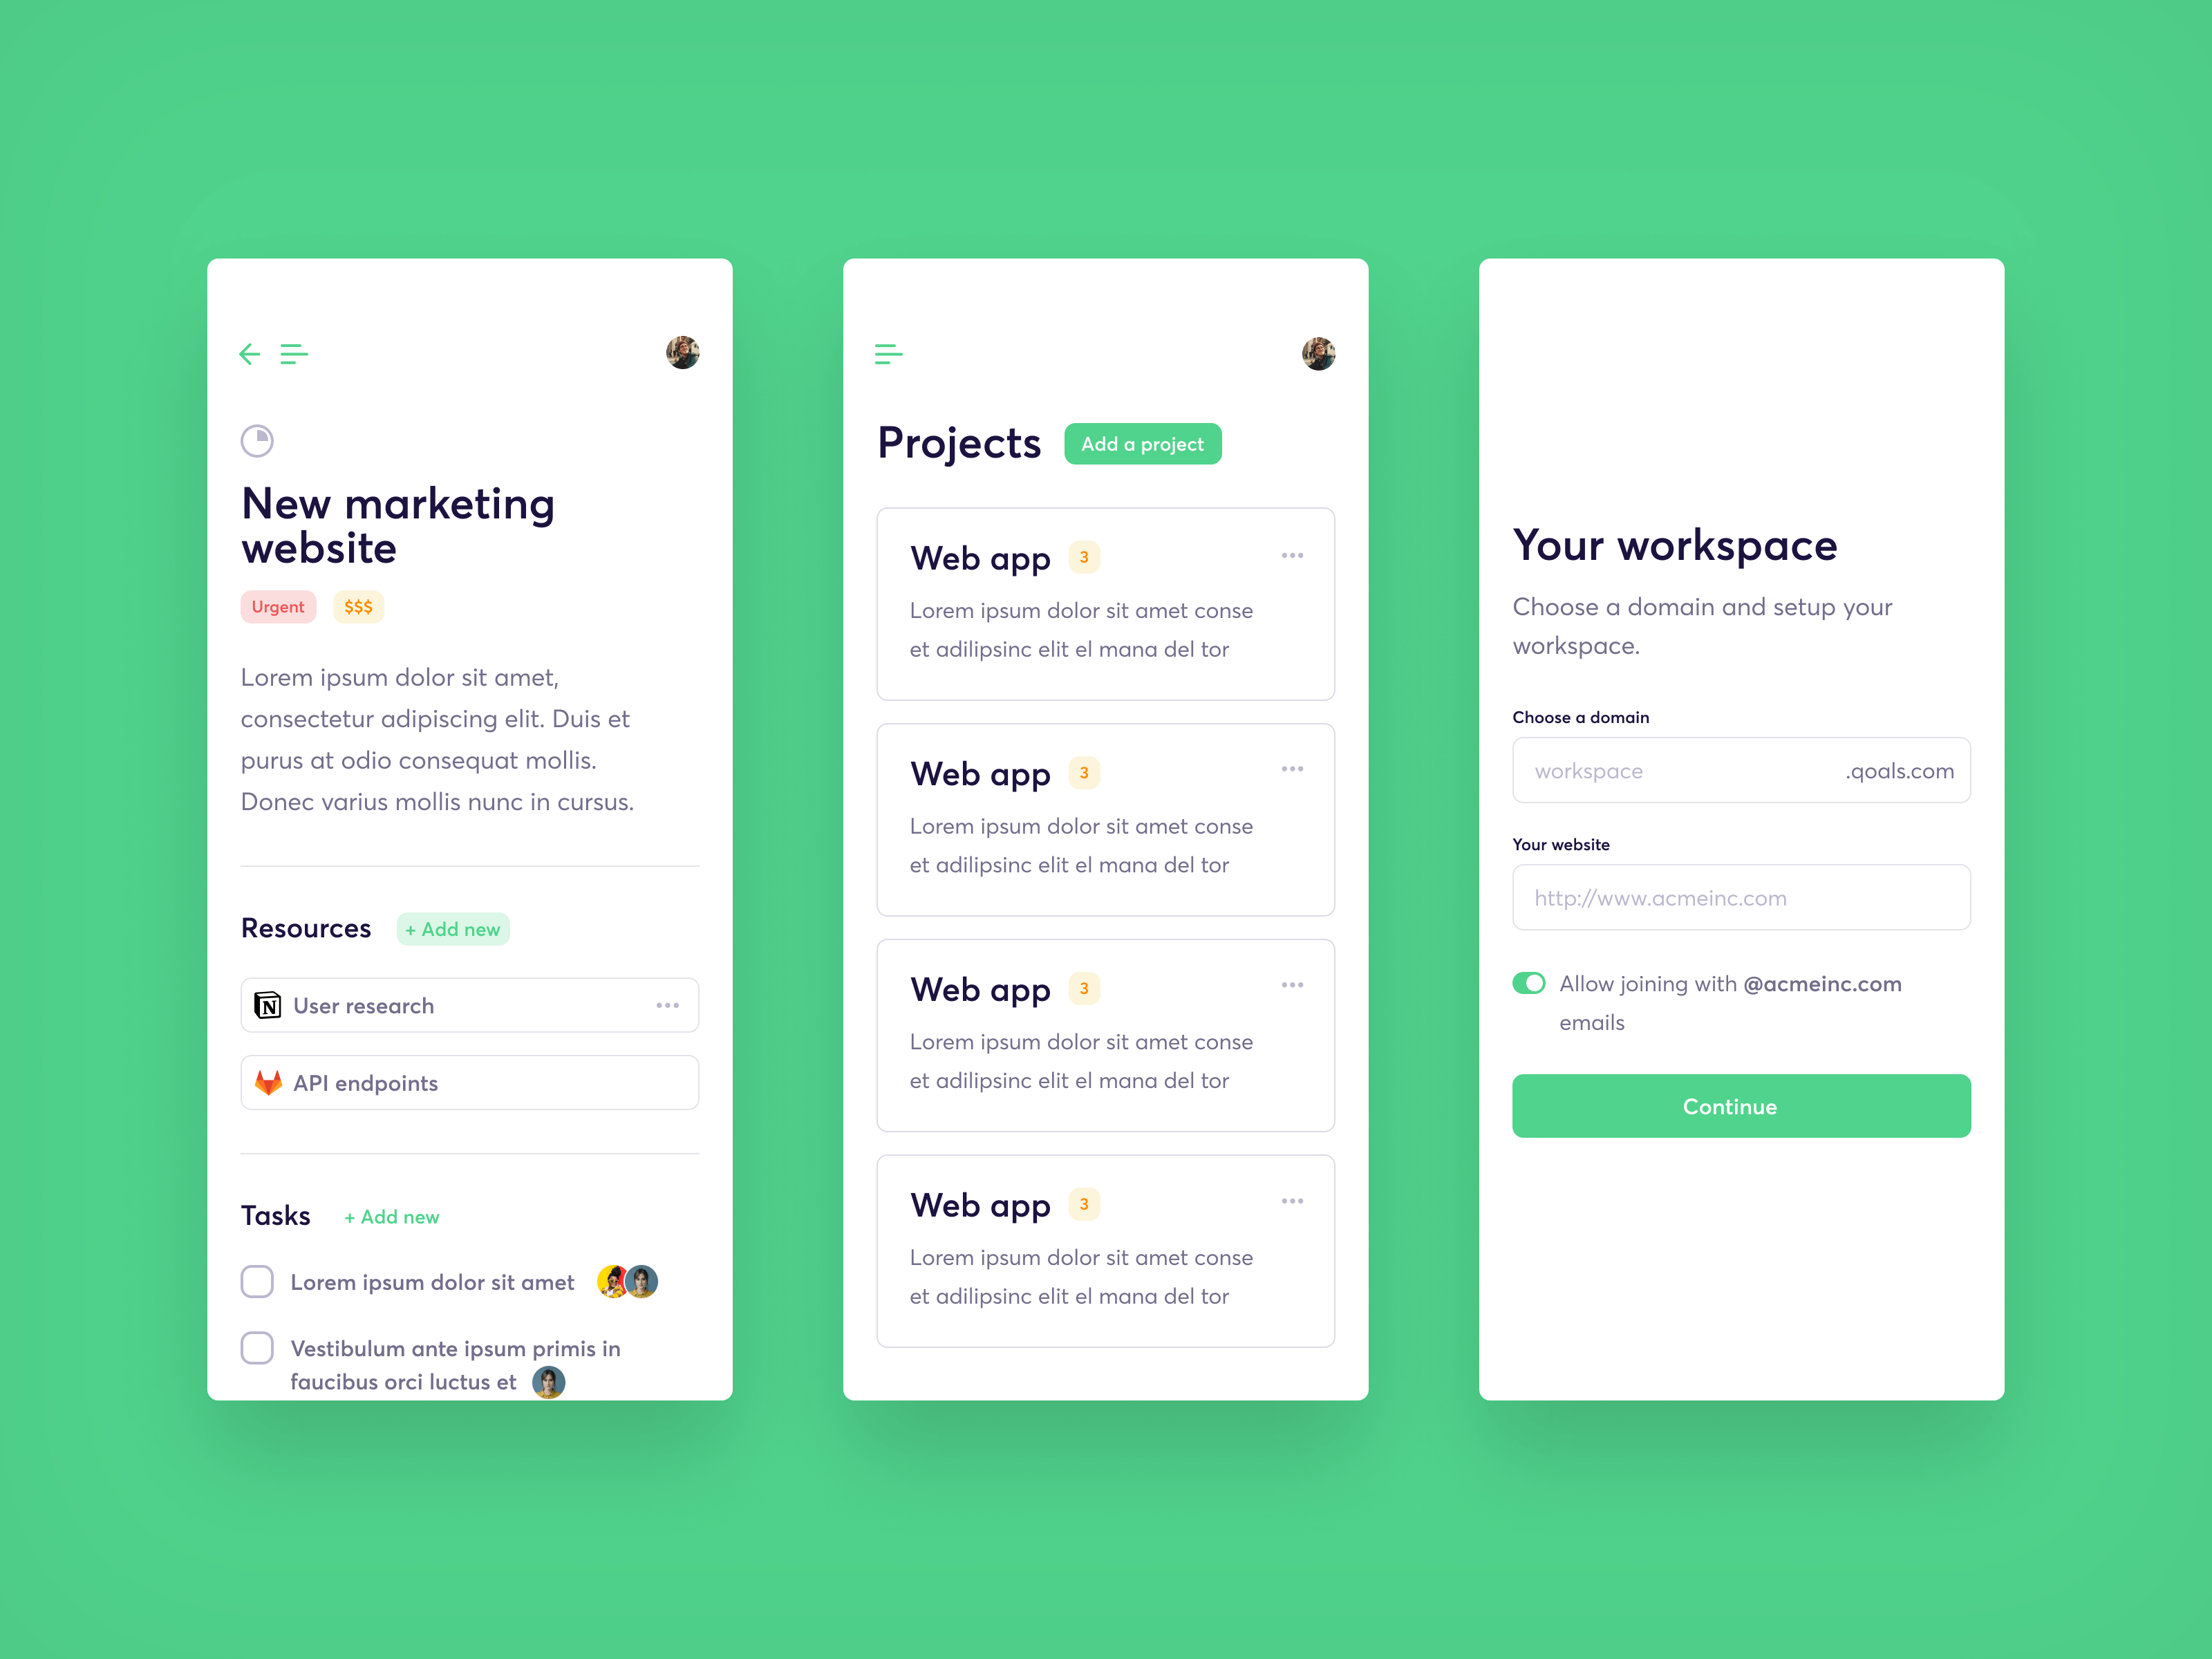 New marketing
website
Urgent
$$$
Lorem ipsum dolor sit amet,
consectetur adipiscing elit. Duis et
purus at odio consequat mollis.
Donec varius mollis nunc in cursus.
Resources
+ Add new
N
User research
API endpoints
Tasks
+ Add new
Lorem ipsum dolor sit amet
Vestibulum ante ipsum primis in
faucibus orci luctus et
Projects
Add a project
Web app
3
Lorem ipsum dolor sit amet conse
et adilipsinc elit el mana del tor
Web app
3
Lorem ipsum dolor sit amet conse
et adilipsinc elit el mana del tor
Web app
3
Lorem ipsum dolor sit amet conse
et adilipsinc elit el mana del tor
Web app
3
Lorem ipsum dolor sit amet conse
et adilipsinc elit el mana del tor
Your workspace
Choose a domain and setup your
workspace.
Choose a domain
workspace
.qoals.com
Your website
http://www.acmeinc.com
Allow joining with @acmeinc.com
emails
Continue